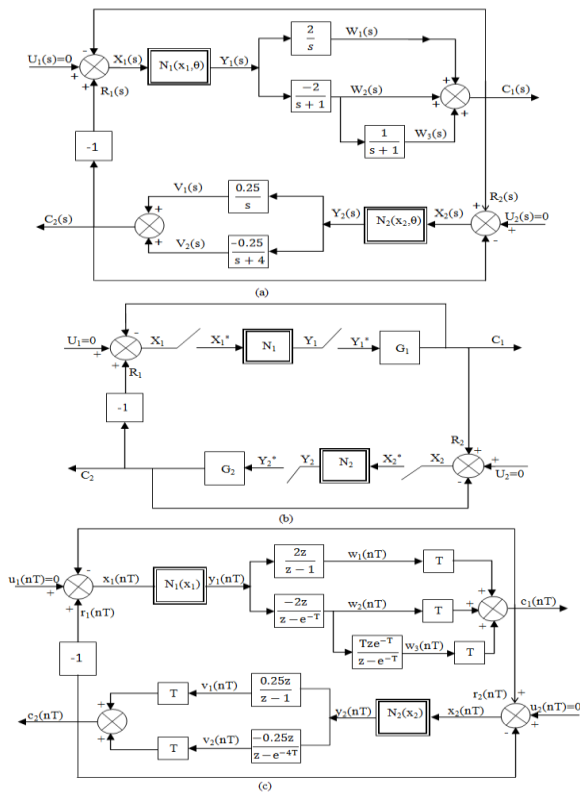 2
s
W₁(s)
U₁(s)=0
X₁(s)
N₁(x₁,θ)
Y₁(s)
R₁(s)
-2
s + 1
W₂(s)
C₁(s)
1
s + 1
W₃(s)
-1
V₁(s)
0.25
s
C₂(s)
Y₂(s)
N₂(x₂,θ)
X₂(s)
R₂(s)
U₂(s)=0
V₂(s)
-0.25
s + 4
(a)
U₁=0
X₁
X₁*
N₁
Y₁
Y₁*
G₁
C₁
R₁
-1
R₂
C₂
G₂
Y₂*
Y₂
N₂
X₂*
X₂
U₂=0
(b)
u₁(nT)=0
x₁(nT)
N₁(x₁)
y₁(nT)
2z
z − 1
w₁(nT)
T
r₁(nT)
-2z
z − e⁻ᵀ
w₂(nT)
T
c₁(nT)
Tze⁻ᵀ
z − e⁻ᵀ
w₃(nT)
T
-1
T
v₁(nT)
0.25z
z − 1
c₂(nT)
y₂(nT)
N₂(x₂)
x₂(nT)
r₂(nT)
u₂(nT)=0
T
v₂(nT)
-0.25z
z − e⁻⁴ᵀ
(c)